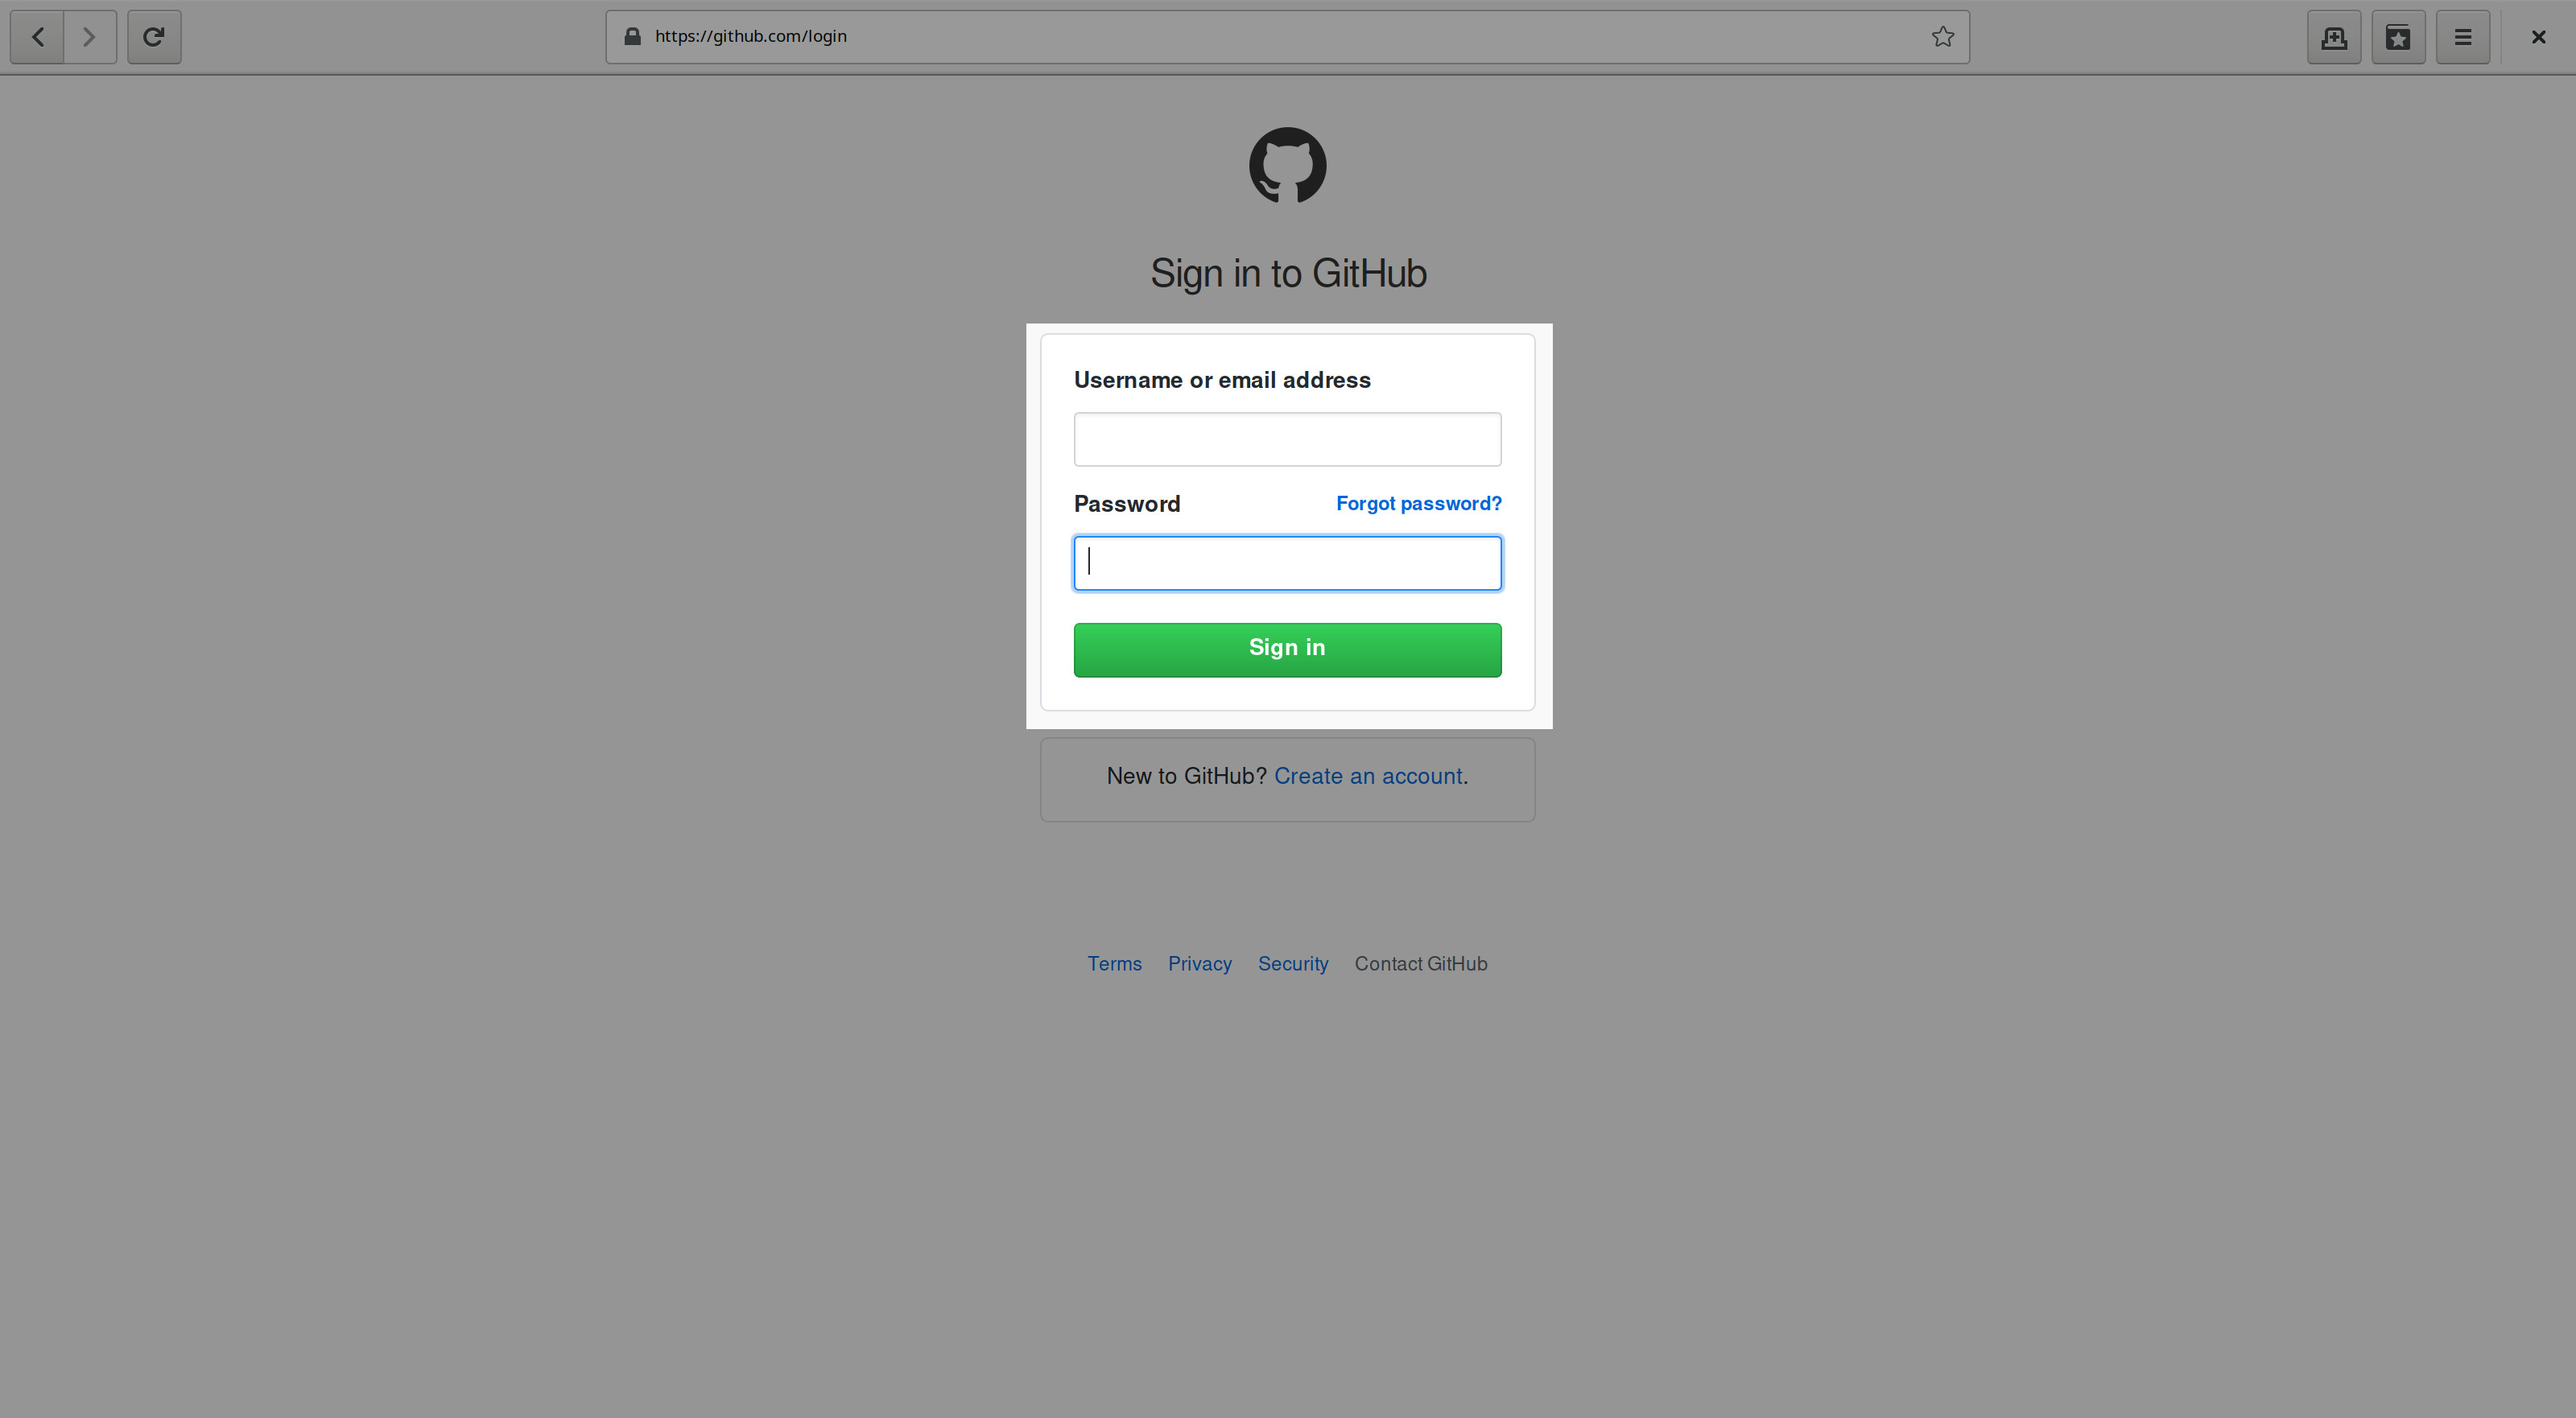 https://github.com/login
Sign in to GitHub
Username or email address
Password Forgot password?
Sign in
New to GitHub? Create an account.
Terms Privacy Security Contact GitHub